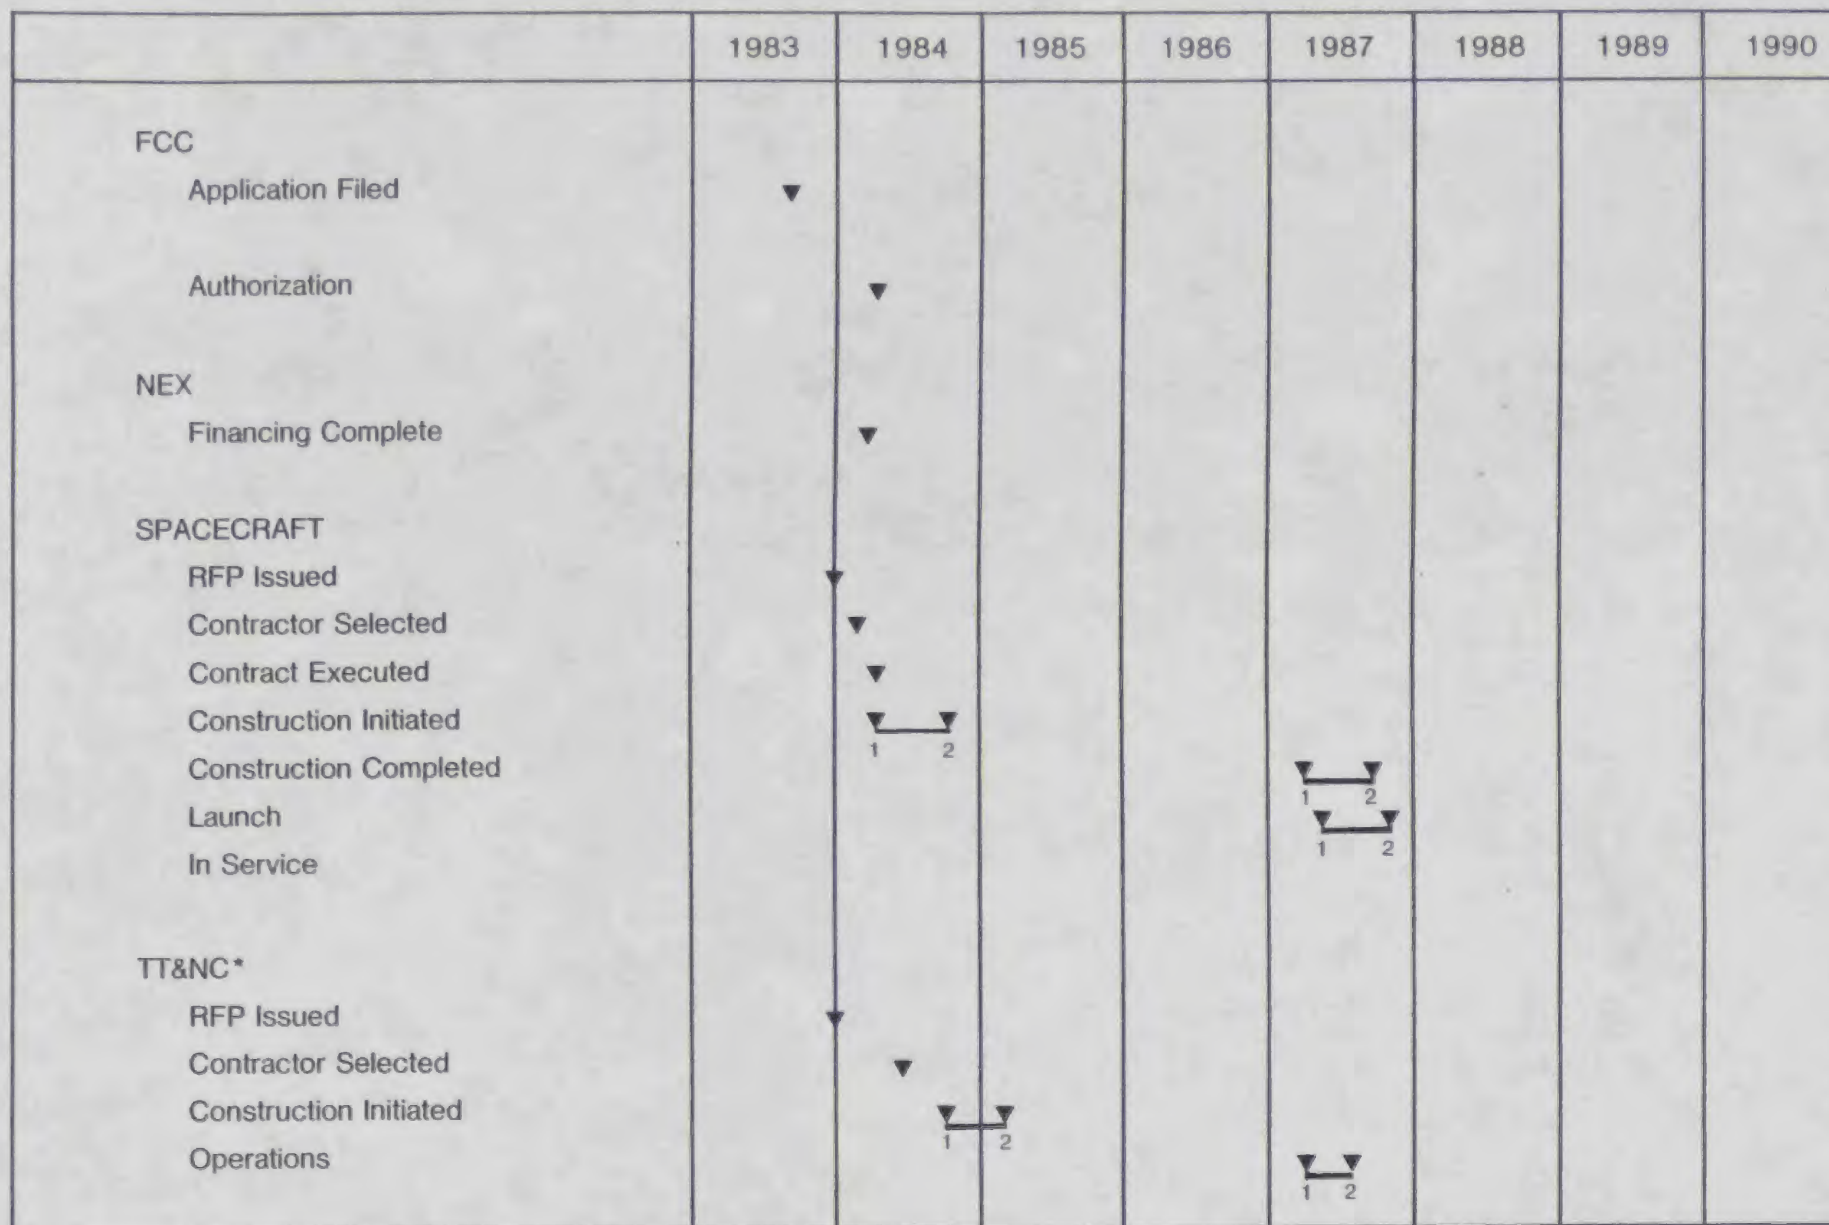 1983 1984 1985 1986 1987 1988 1989 1990
FCC
Application Filed
Authorization
NEX
Financing Complete
SPACECRAFT
RFP Issued
Contractor Selected
Contract Executed
Construction Initiated
1 2
Construction Completed
1 2
Launch
1 2
In Service
TT&NC*
RFP Issued
Contractor Selected
Construction Initiated
1 2
Operations
1 2